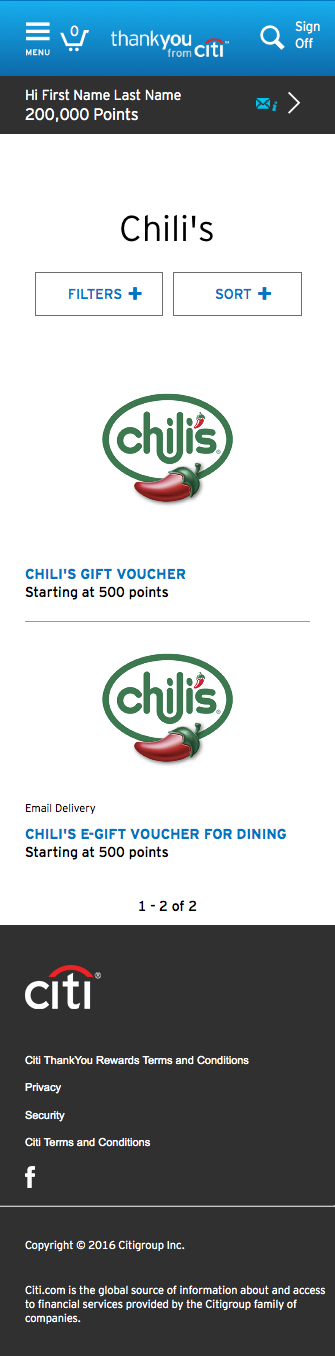 MENU
0
thankyou
from citi
Sign
Off
Hi First Name Last Name
200,000 Points
Chili's
FILTERS +
SORT +
chili's
CHILI'S GIFT VOUCHER
Starting at 500 points
chili's
Email Delivery
CHILI'S E-GIFT VOUCHER FOR DINING
Starting at 500 points
1 - 2 of 2
citi®
Citi ThankYou Rewards Terms and Conditions
Privacy
Security
Citi Terms and Conditions
f
Copyright © 2016 Citigroup Inc.
Citi.com is the global source of information about and access
to financial services provided by the Citigroup family of
companies.